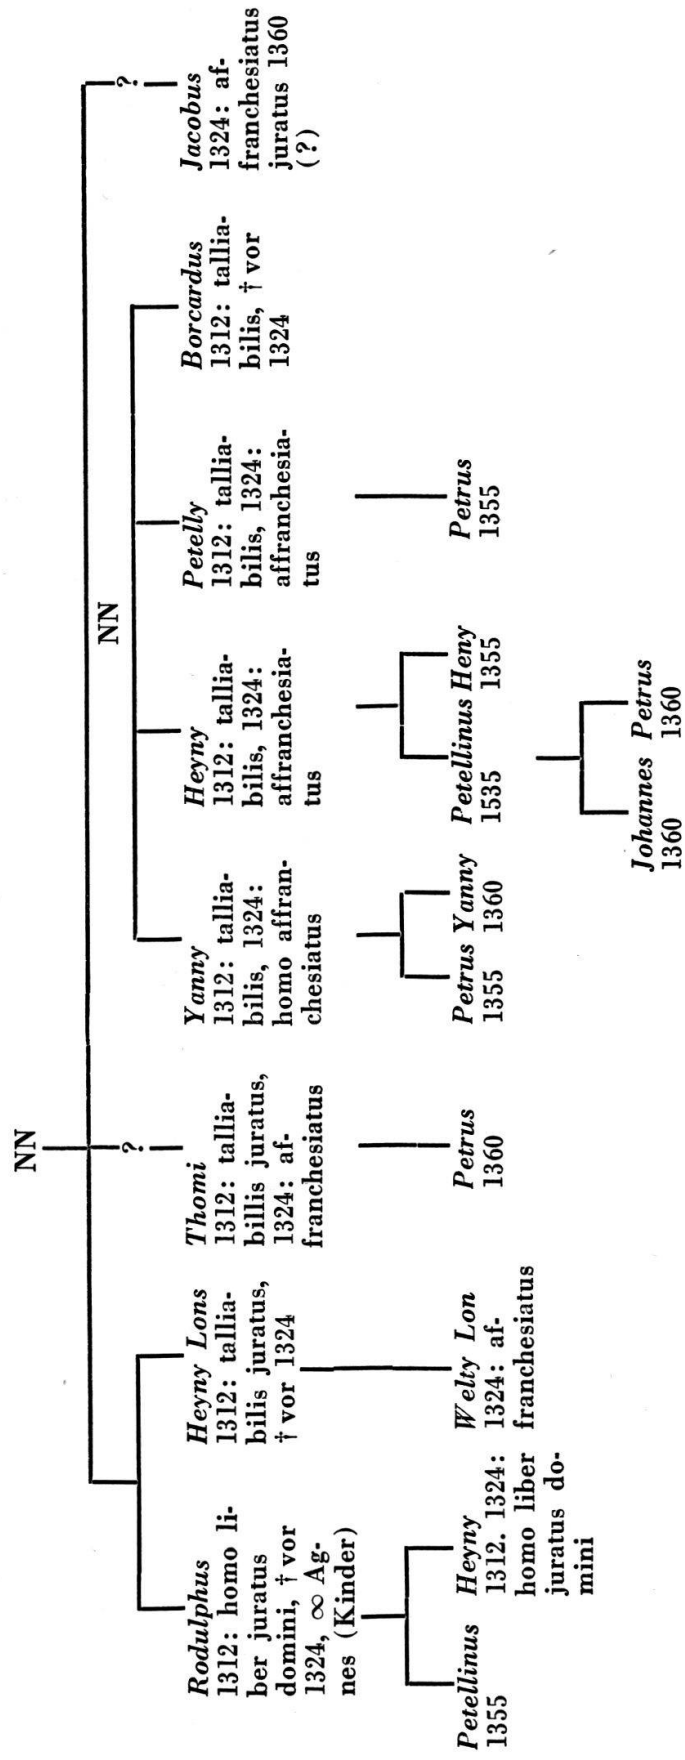 NN
NN
?
?
Rodulphus
1312: homo li-
ber juratus
domini, † vor
1324, ∞ Ag-
nes (Kinder)
Heyny Lons
1312: tallia-
bilis juratus,
† vor 1324
Thomi
1312: tallia-
billis juratus,
1324: af-
franchesiatus
Yanny
1312: tallia-
bilis, 1324:
homo affran-
chesiatus
Heyny
1312: tallia-
bilis, 1324:
affranchesia-
tus
Petelly
1312: tallia-
bilis, 1324:
affranchesia-
tus
Borcardus
1312: tallia-
bilis, † vor
1324
Jacobus
1324: af-
franchesiatus
juratus 1360
(?)
Petellinus
1355
Heyny
1312. 1324:
homo liber
juratus do-
mini
Welty Lon
1324: af-
franchesiatus
Petrus
1360
Petrus
1355
Yanny
1360
Petellinus
1535
Heny
1355
Petrus
1355
Johannes
1360
Petrus
1360